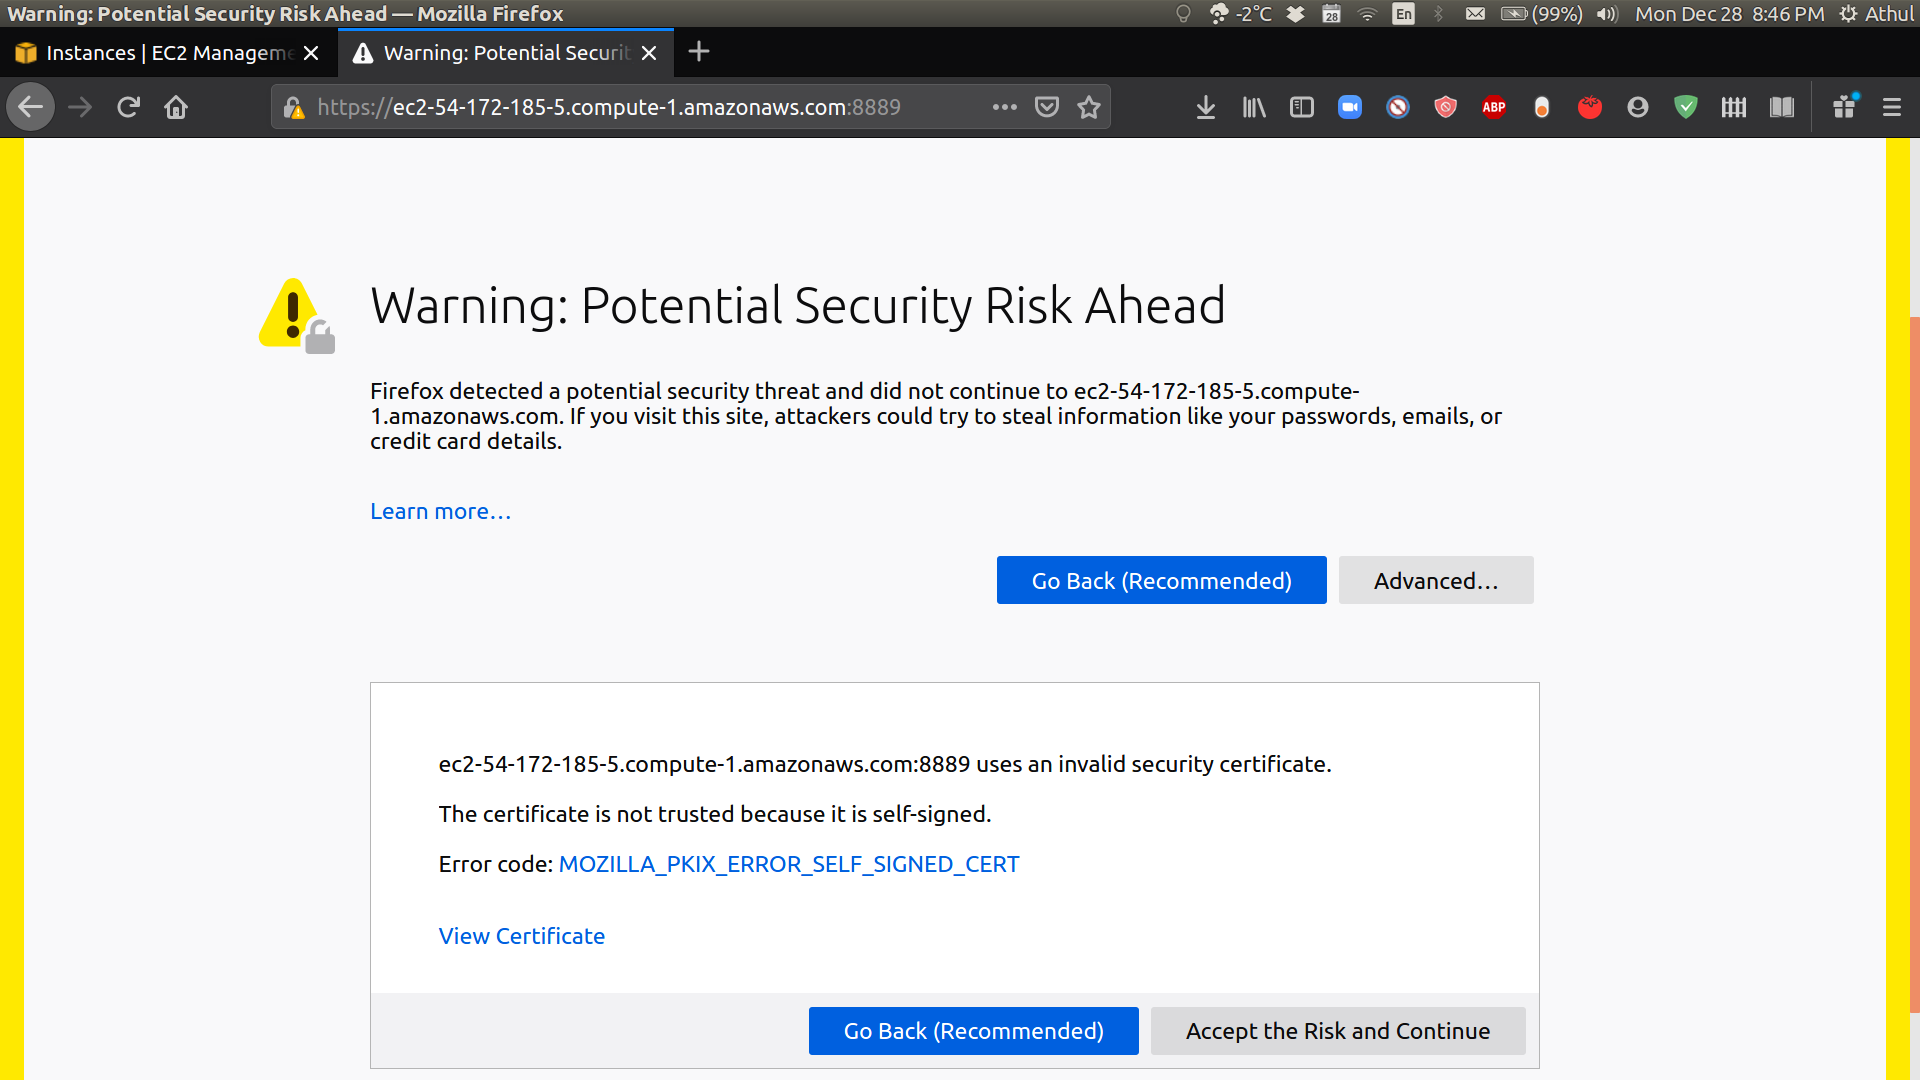 Warning: Potential Security Risk Ahead — Mozilla Firefox
-2°C 28 En (99%) Mon Dec 28 8:46 PM Athul
Instances | EC2 Manageme
Warning: Potential Securit
https://ec2-54-172-185-5.compute-1.amazonaws.com:8889
ABP
Warning: Potential Security Risk Ahead
Firefox detected a potential security threat and did not continue to ec2-54-172-185-5.compute-
1.amazonaws.com. If you visit this site, attackers could try to steal information like your passwords, emails, or
credit card details.
Learn more…
Go Back (Recommended)
Advanced…
ec2-54-172-185-5.compute-1.amazonaws.com:8889 uses an invalid security certificate.
The certificate is not trusted because it is self-signed.
Error code: MOZILLA_PKIX_ERROR_SELF_SIGNED_CERT
View Certificate
Go Back (Recommended)
Accept the Risk and Continue